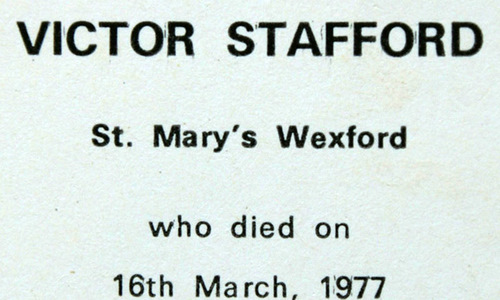 VICTOR STAFFORD
St. Mary's Wexford
who died on
16th March, 1977